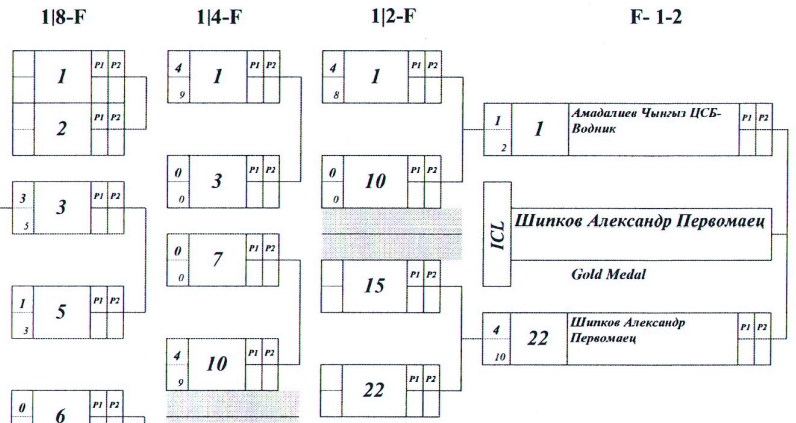 1|8-F 1|4-F 1|2-F F- 1-2
1 P1 P2
2 P1 P2
3 5 3 P1 P2
1 3 5 P1 P2
0 6 P1 P2
4 9 1 P1 P2
0 0 3 P1 P2
0 0 7 P1 P2
4 9 10 P1 P2
4 8 1 P1 P2
0 0 10 P1 P2
15 P1 P2
22 P1 P2
1 2 1 Амадалиев Чынгыз ЦСБ-
Водник P1 P2
ICL Шипков Александр Первомаец
Gold Medal
4 10 22 Шипков Александр
Первомаец P1 P2